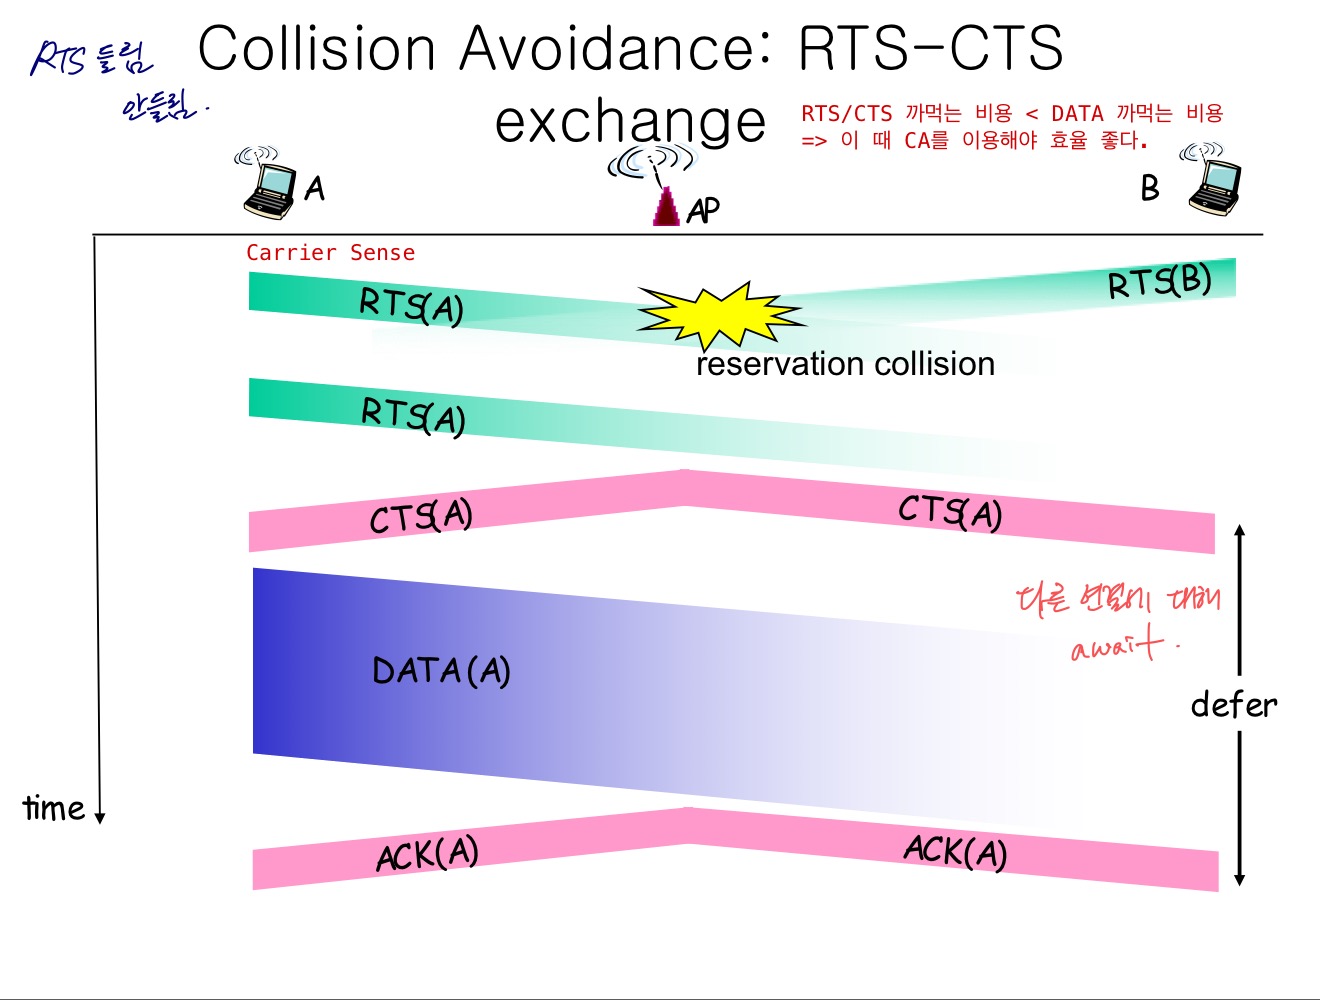 RTS 들림
안들림.
Collision Avoidance: RTS-CTS
exchange
RTS/CTS 까먹는 비용 < DATA 까먹는 비용
=> 이 때 CA를 이용해야 효율 좋다.
A
AP
B
Carrier Sense
RTS(A)
RTS(B)
reservation collision
RTS(A)
CTS(A)
CTS(A)
다른 연결에 대해
await.
DATA(A)
defer
time
ACK(A)
ACK(A)